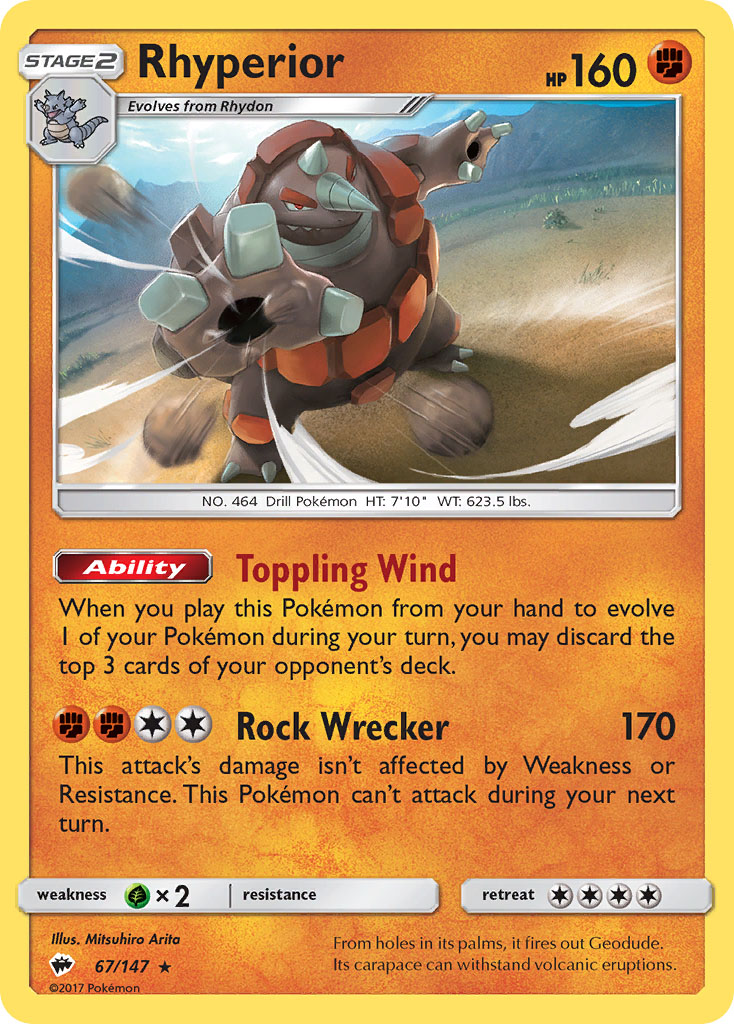 STAGE 2
Rhyperior
HP 160
Evolves from Rhydon
NO. 464 Drill Pokémon HT: 7'10" WT: 623.5 lbs.
Ability Toppling Wind
When you play this Pokémon from your hand to evolve
1 of your Pokémon during your turn, you may discard the
top 3 cards of your opponent's deck.
Rock Wrecker 170
This attack's damage isn't affected by Weakness or
Resistance. This Pokémon can't attack during your next
turn.
weakness × 2 resistance retreat
Illus. Mitsuhiro Arita
67/147 ★
©2017 Pokémon
From holes in its palms, it fires out Geodude.
Its carapace can withstand volcanic eruptions.